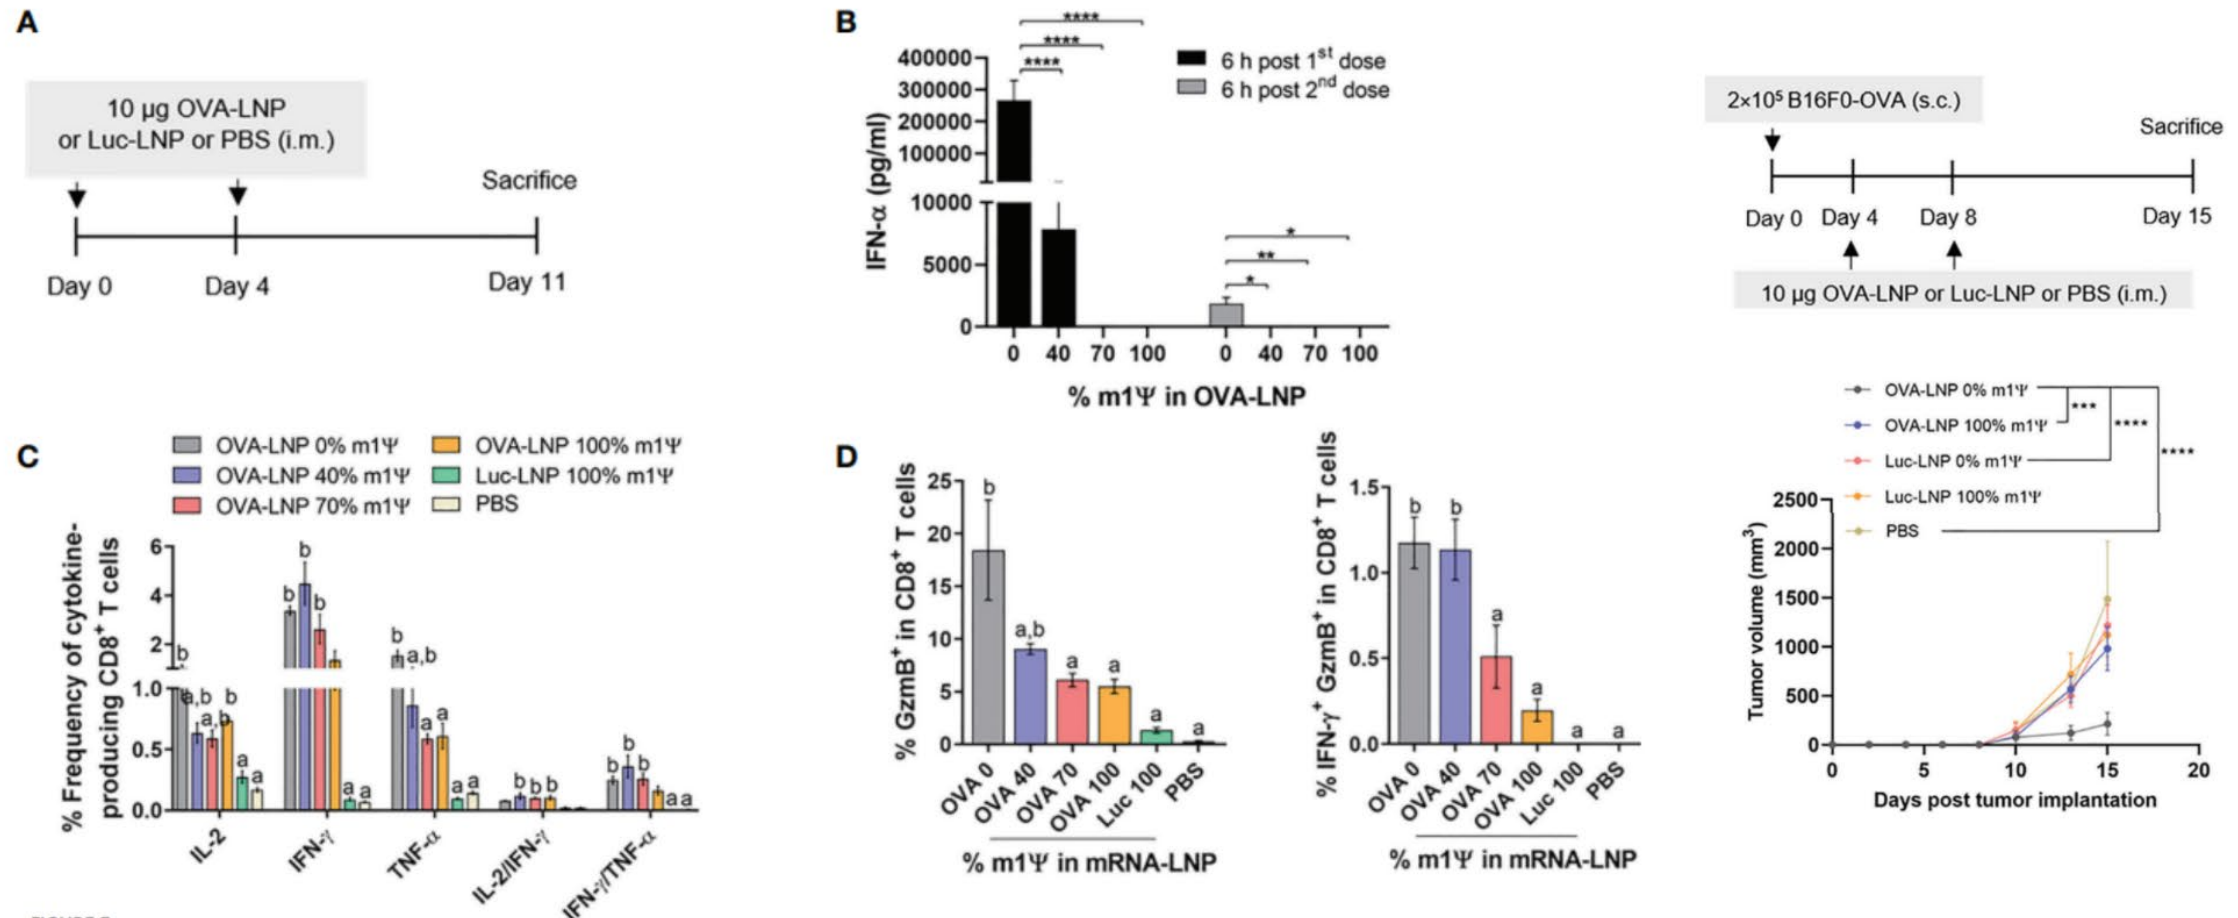 A
10 µg OVA-LNP
or Luc-LNP or PBS (i.m.)
Sacrifice
Day 0
Day 4
Day 11
B
****
****
****
6 h post 1st dose
6 h post 2nd dose
IFN-α (pg/ml)
400000
300000
200000
100000
10000
5000
0
*
**
*
0 40 70 100
0 40 70 100
% m1Ψ in OVA-LNP
2×10⁵ B16F0-OVA (s.c.)
Sacrifice
Day 0
Day 4
Day 8
Day 15
10 µg OVA-LNP or Luc-LNP or PBS (i.m.)
OVA-LNP 0% m1Ψ
OVA-LNP 100% m1Ψ
Luc-LNP 0% m1Ψ
Luc-LNP 100% m1Ψ
PBS
***
****
****
Tumor volume (mm³)
2500
2000
1500
1000
500
0
0 5 10 15 20
Days post tumor implantation
C
OVA-LNP 0% m1Ψ
OVA-LNP 40% m1Ψ
OVA-LNP 70% m1Ψ
OVA-LNP 100% m1Ψ
Luc-LNP 100% m1Ψ
PBS
% Frequency of cytokine-
producing CD8⁺ T cells
6
4
2
1.0
0.5
0.0
b a,b a,b b a a
b b b a a
b a,b a a a a
b b b
b b b a a
IL-2
IFN-γ
TNF-α
IL-2/IFN-γ
IFN-γ/TNF-α
D
% GzmB⁺ in CD8⁺ T cells
25
20
15
10
5
0
b a,b a a a a
OVA 0
OVA 40
OVA 70
OVA 100
Luc 100
PBS
% m1Ψ in mRNA-LNP
% IFN-γ⁺ GzmB⁺ in CD8⁺ T cells
1.5
1.0
0.5
0.0
b b a a a a
OVA 0
OVA 40
OVA 70
OVA 100
Luc 100
PBS
% m1Ψ in mRNA-LNP